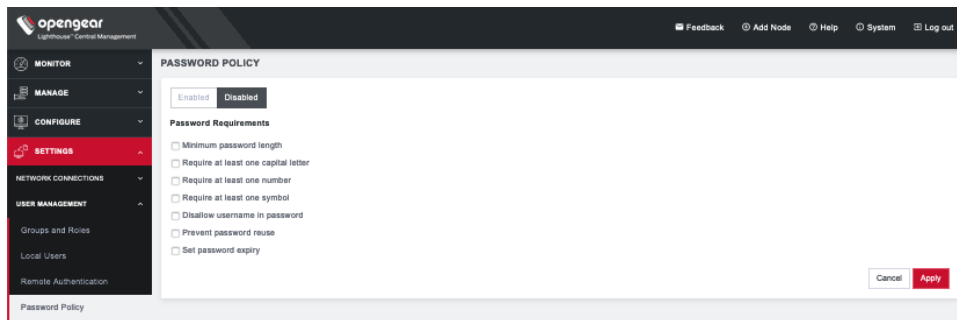 opengear
Lighthouse™ Central Management
Feedback
Add Node
Help
System
Log out
MONITOR
MANAGE
CONFIGURE
SETTINGS
NETWORK CONNECTIONS
USER MANAGEMENT
Groups and Roles
Local Users
Remote Authentication
Password Policy
PASSWORD POLICY
Enabled
Disabled
Password Requirements
Minimum password length
Require at least one capital letter
Require at least one number
Require at least one symbol
Disallow username in password
Prevent password reuse
Set password expiry
Cancel
Apply